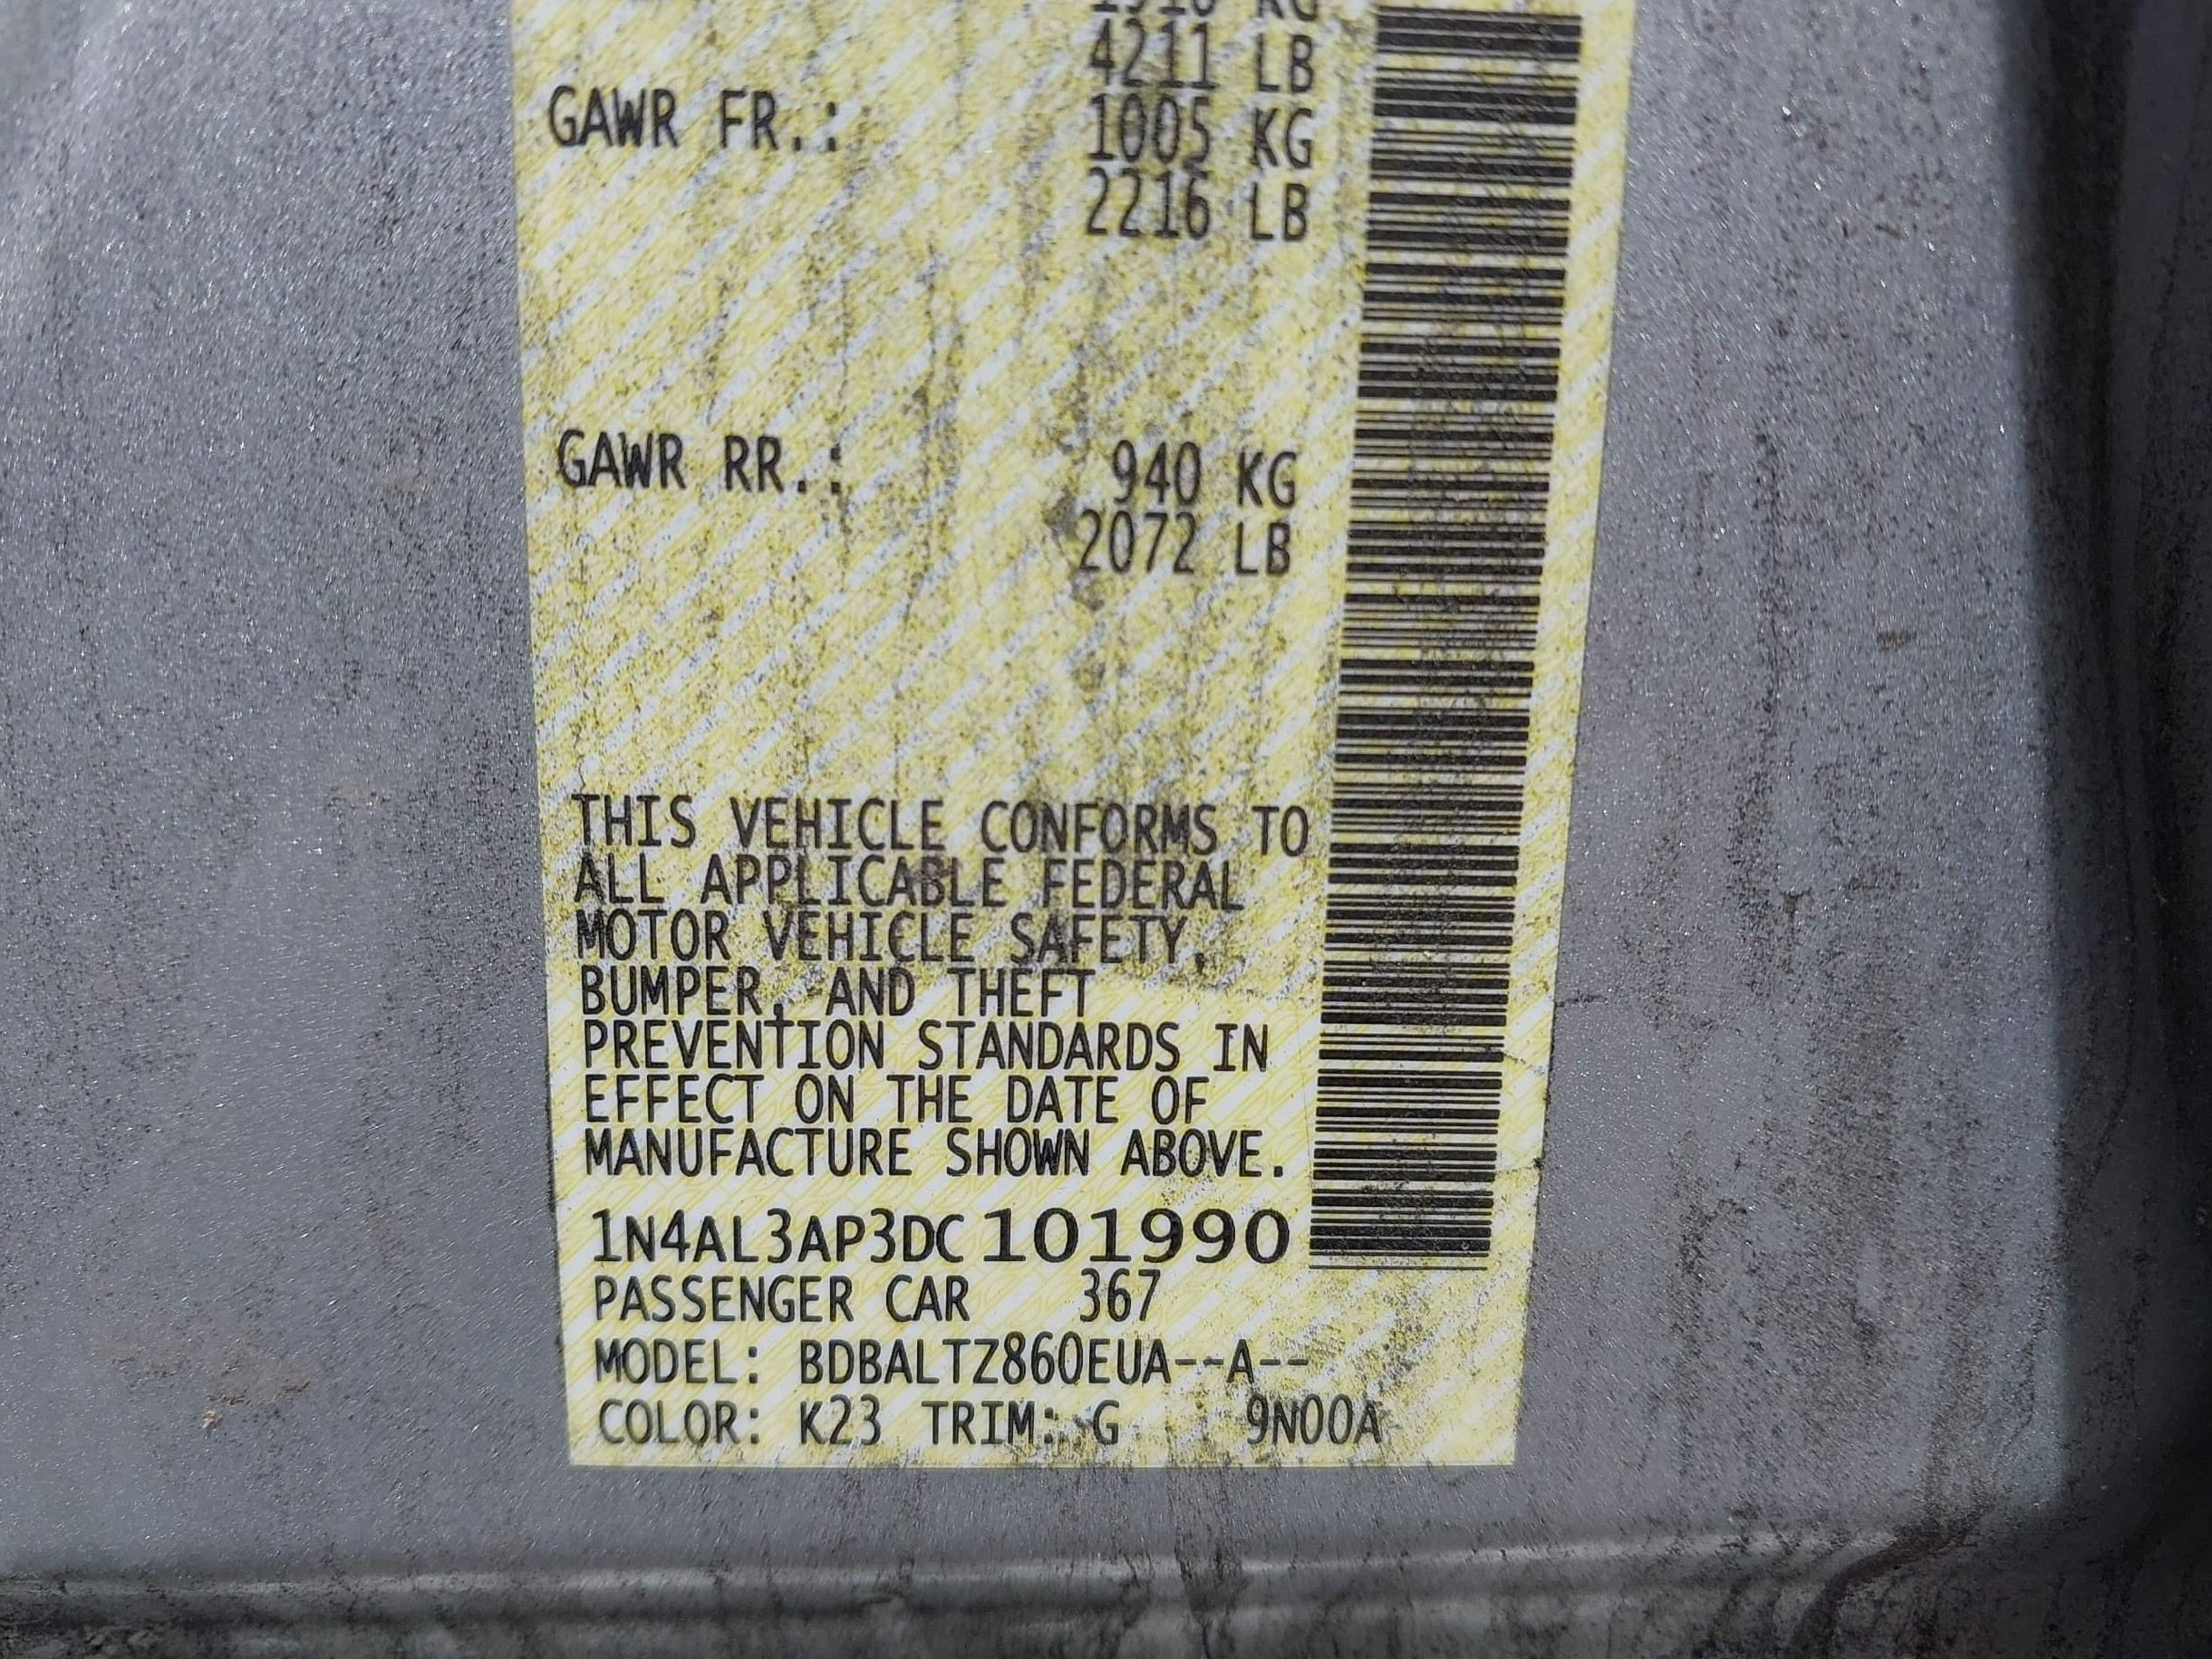 4211 LB
GAWR FR.: 1005 KG
2216 LB
GAWR RR.: 940 KG
2072 LB
THIS VEHICLE CONFORMS TO
ALL APPLICABLE FEDERAL
MOTOR VEHICLE SAFETY,
BUMPER, AND THEFT
PREVENTION STANDARDS IN
EFFECT ON THE DATE OF
MANUFACTURE SHOWN ABOVE.
1N4AL3AP3DC101990
PASSENGER CAR 367
MODEL: BDBALTZ860EUA--A--
COLOR: K23 TRIM: G 9N00A